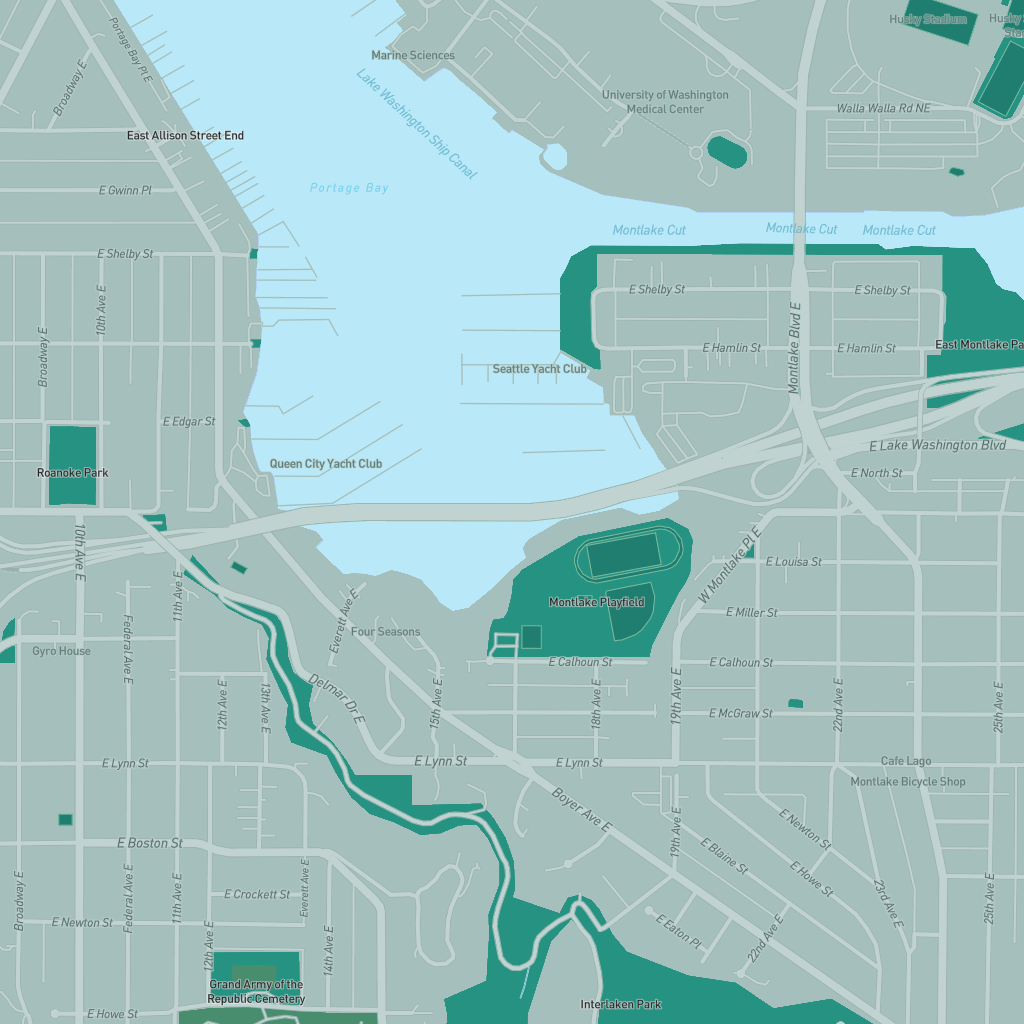 Husky Stadium
Husky
Portage Bay Pl E
Marine Sciences
Broadway E
Lake Washington Ship Canal
University of Washington
Medical Center
Walla Walla Rd NE
East Allison Street End
E Gwinn Pl
Portage Bay
Montlake Cut
Montlake Cut
Montlake Cut
E Shelby St
10th Ave E
E Shelby St
E Shelby St
Broadway E
Montlake Blvd E
E Hamlin St
E Hamlin St
East Montlake Pa
Seattle Yacht Club
E Edgar St
Roanoke Park
Queen City Yacht Club
E Lake Washington Blvd
E North St
10th Ave E
11th Ave E
W Montlake Pl E
E Louisa St
Federal Ave E
Everett Ave E
Montlake Playfield
E Miller St
Four Seasons
Gyro House
E Calhoun St
E Calhoun St
Delmar Dr E
12th Ave E
13th Ave E
15th Ave E
18th Ave E
19th Ave E
22nd Ave E
25th Ave E
E McGraw St
E Lynn St
E Lynn St
E Lynn St
Cafe Lago
Montlake Bicycle Shop
Boyer Ave E
19th Ave E
E Newton St
E Boston St
E Blaine St
E Howe St
Broadway E
Federal Ave E
11th Ave E
E Crockett St
Everett Ave E
23rd Ave E
25th Ave E
E Newton St
12th Ave E
14th Ave E
E Eaton Pl
22nd Ave E
Grand Army of the
Republic Cemetery
Interlaken Park
E Howe St